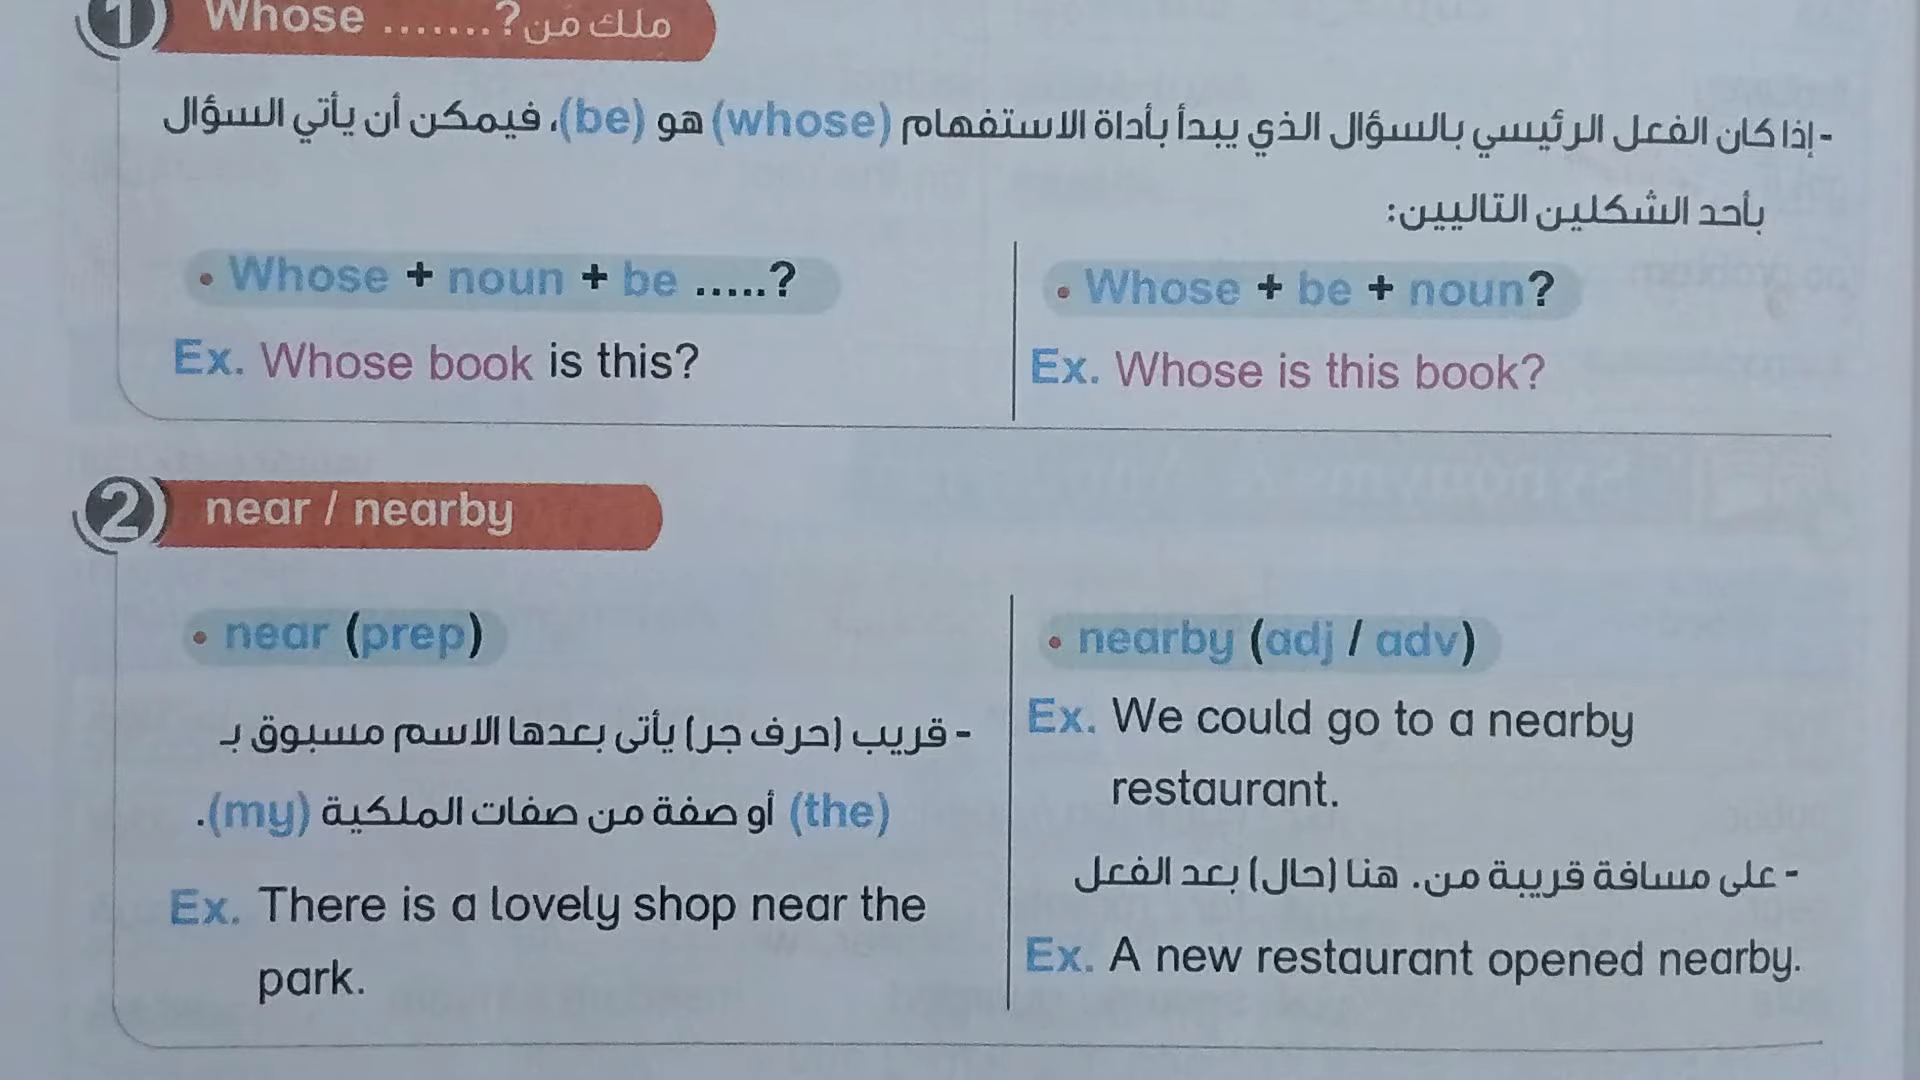 1 Whose .......? ملك مَن
- إذا كان الفعل الرئيسي بالسؤال الذي يبدأ بأداة الاستفهام (whose) هو (be)، فيمكن أن يأتي السؤال
بأحد الشكلين التاليين:
• Whose + noun + be .....?
Ex. Whose book is this?
• Whose + be + noun?
Ex. Whose is this book?
2 near / nearby
• near (prep)
- قريب (حرف جر) يأتى بعدها الاسم مسبوق بـ
(the) أو صفة من صفات الملكية (my).
Ex. There is a lovely shop near the
park.
• nearby (adj / adv)
Ex. We could go to a nearby
restaurant.
- على مسافة قريبة من. هنا (حال) بعد الفعل
Ex. A new restaurant opened nearby.